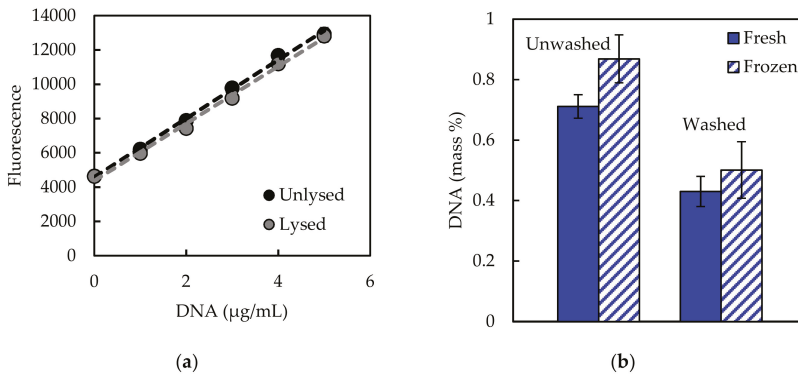 14000
12000
10000
8000
6000
4000
2000
0
Fluorescence
Unlysed
Lysed
0 2 4 6
DNA (µg/mL)
(a)
1
0.8
0.6
0.4
0.2
0
DNA (mass %)
Unwashed
Washed
Fresh
Frozen
(b)